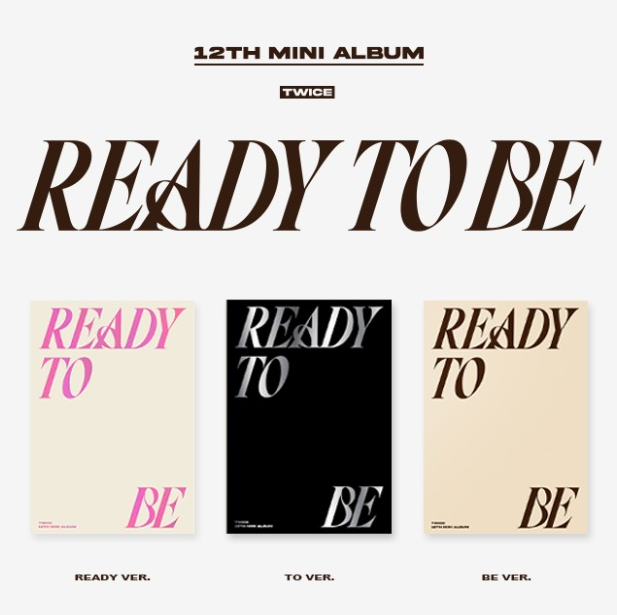 12TH MINI ALBUM
TWICE
READY TO BE
READY
TO
BE
TWICE
12TH MINI ALBUM
READY
TO
BE
TWICE
12TH MINI ALBUM
READY
TO
BE
TWICE
12TH MINI ALBUM
READY VER.
TO VER.
BE VER.